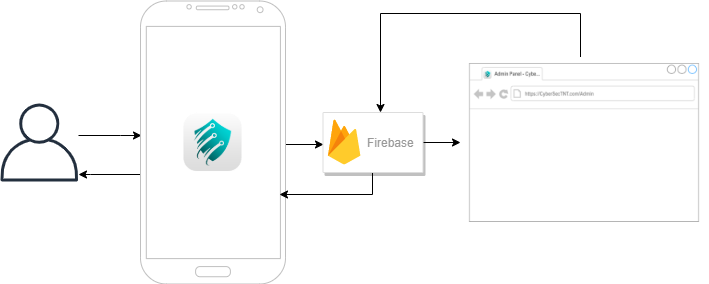 Admin Panel - Cybe...
https://CyberSecTNT.com/Admin
Firebase